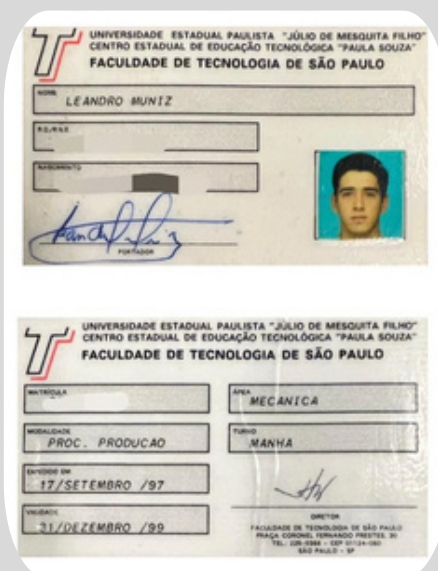 UNIVERSIDADE ESTADUAL PAULISTA "JÚLIO DE MESQUITA FILHO"
CENTRO ESTADUAL DE EDUCAÇÃO TECNOLÓGICA "PAULA SOUZA"
FACULDADE DE TECNOLOGIA DE SÃO PAULO
NOME
LEANDRO MUNIZ
NASCIMENTO
PORTADOR
UNIVERSIDADE ESTADUAL PAULISTA "JÚLIO DE MESQUITA FILHO"
CENTRO ESTADUAL DE EDUCAÇÃO TECNOLÓGICA "PAULA SOUZA"
FACULDADE DE TECNOLOGIA DE SÃO PAULO
MATRÍCULA
ÁREA
MECANICA
MODALIDADE
PROC. PRODUCAO
TURNO
MANHA
EXPEDIDO EM
17/SETEMBRO /97
VALIDADE
31/DEZEMBRO /99
DIRETOR
FACULDADE DE TECNOLOGIA DE SÃO PAULO
PRAÇA CORONEL FERNANDO PRESTES, 30
SÃO PAULO - SP